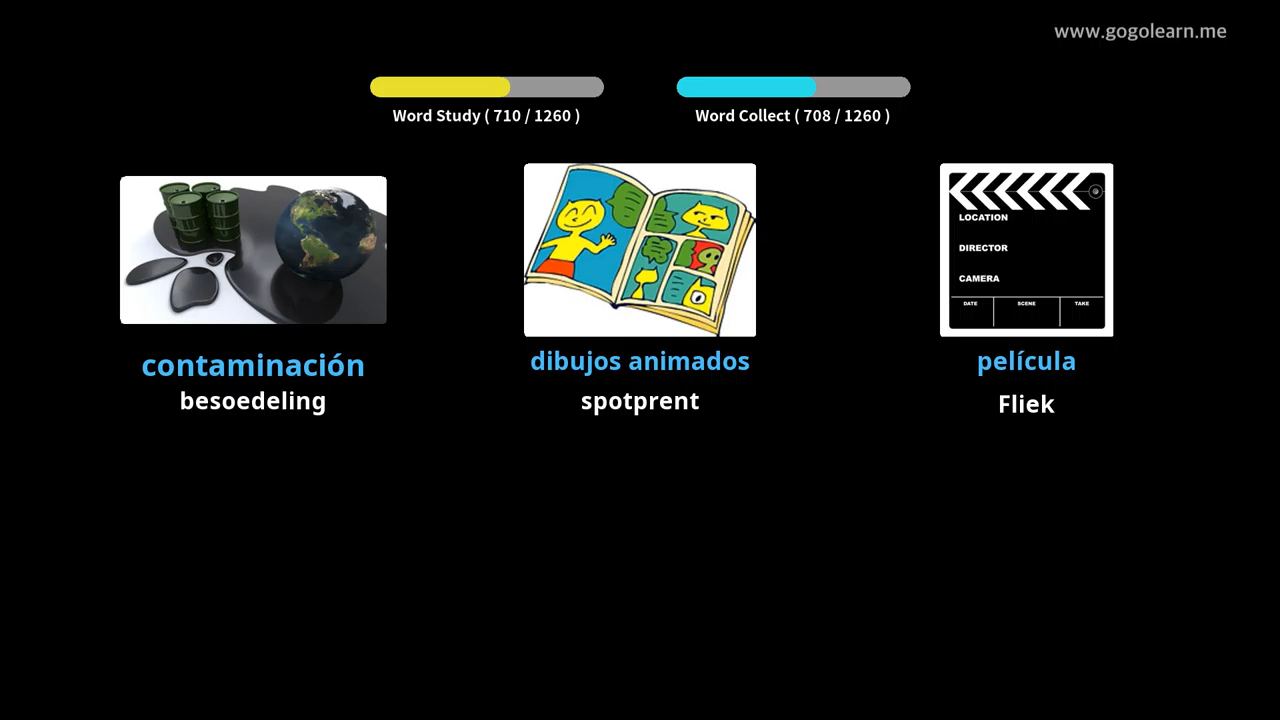 www.gogolearn.me
Word Study ( 710 / 1260 )
Word Collect ( 708 / 1260 )
LOCATION
DIRECTOR
CAMERA
DATE
SCENE
TAKE
contaminación
dibujos animados
película
besoedeling
spotprent
Fliek